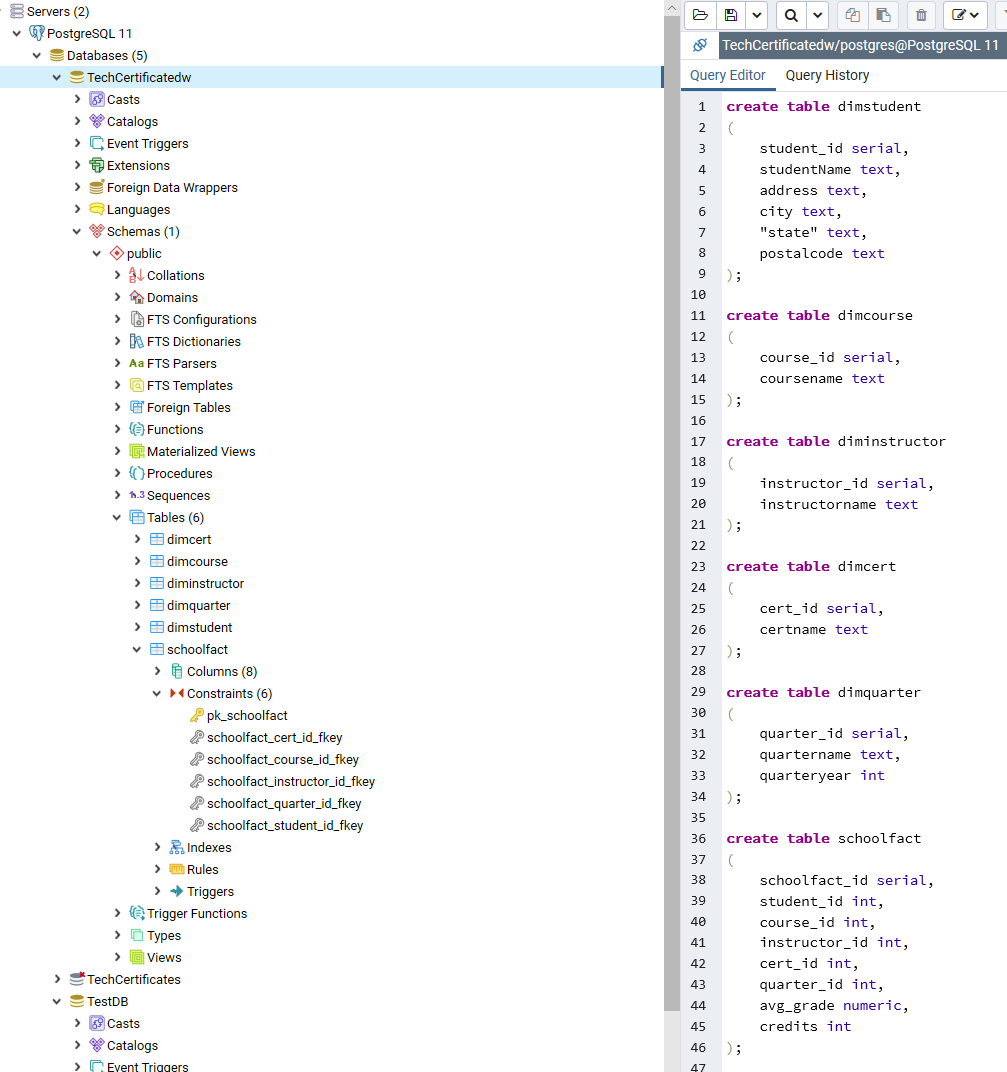 Servers (2)
PostgreSQL 11
Databases (5)
TechCertificatedw
Casts
Catalogs
Event Triggers
Extensions
Foreign Data Wrappers
Languages
Schemas (1)
public
Collations
Domains
FTS Configurations
FTS Dictionaries
Aa FTS Parsers
FTS Templates
Foreign Tables
Functions
Materialized Views
Procedures
1..3 Sequences
Tables (6)
dimcert
dimcourse
diminstructor
dimquarter
dimstudent
schoolfact
Columns (8)
Constraints (6)
pk_schoolfact
schoolfact_cert_id_fkey
schoolfact_course_id_fkey
schoolfact_instructor_id_fkey
schoolfact_quarter_id_fkey
schoolfact_student_id_fkey
Indexes
Rules
Triggers
Trigger Functions
Types
Views
TechCertificates
TestDB
Casts
Catalogs
Event Triggers
TechCertificatedw/postgres@PostgreSQL 11
Query Editor Query History
1 create table dimstudent
2 (
3 student_id serial,
4 studentName text,
5 address text,
6 city text,
7 "state" text,
8 postalcode text
9 );
10
11 create table dimcourse
12 (
13 course_id serial,
14 coursename text
15 );
16
17 create table diminstructor
18 (
19 instructor_id serial,
20 instructorname text
21 );
22
23 create table dimcert
24 (
25 cert_id serial,
26 certname text
27 );
28
29 create table dimquarter
30 (
31 quarter_id serial,
32 quartername text,
33 quarteryear int
34 );
35
36 create table schoolfact
37 (
38 schoolfact_id serial,
39 student_id int,
40 course_id int,
41 instructor_id int,
42 cert_id int,
43 quarter_id int,
44 avg_grade numeric,
45 credits int
46 );
47